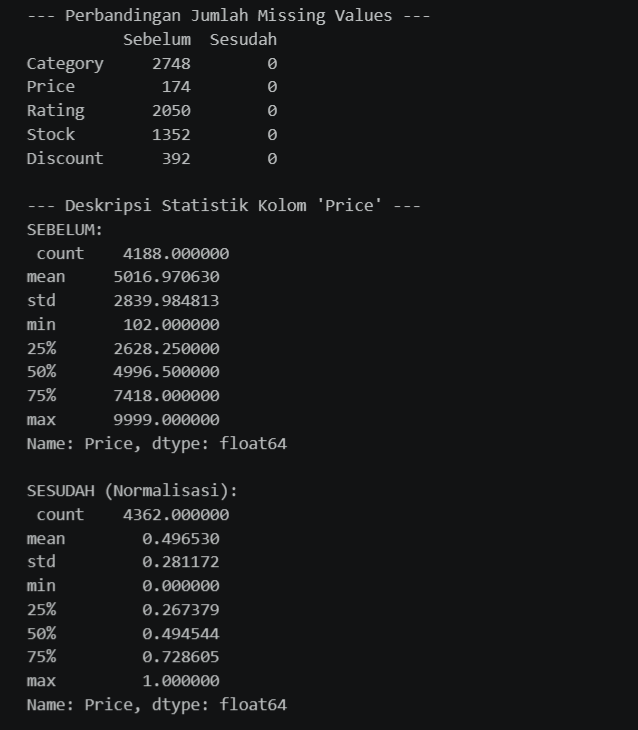 --- Perbandingan Jumlah Missing Values ---
Sebelum Sesudah
Category 2748 0
Price 174 0
Rating 2050 0
Stock 1352 0
Discount 392 0
--- Deskripsi Statistik Kolom 'Price' ---
SEBELUM:
count 4188.000000
mean 5016.970630
std 2839.984813
min 102.000000
25% 2628.250000
50% 4996.500000
75% 7418.000000
max 9999.000000
Name: Price, dtype: float64
SESUDAH (Normalisasi):
count 4362.000000
mean 0.496530
std 0.281172
min 0.000000
25% 0.267379
50% 0.494544
75% 0.728605
max 1.000000
Name: Price, dtype: float64